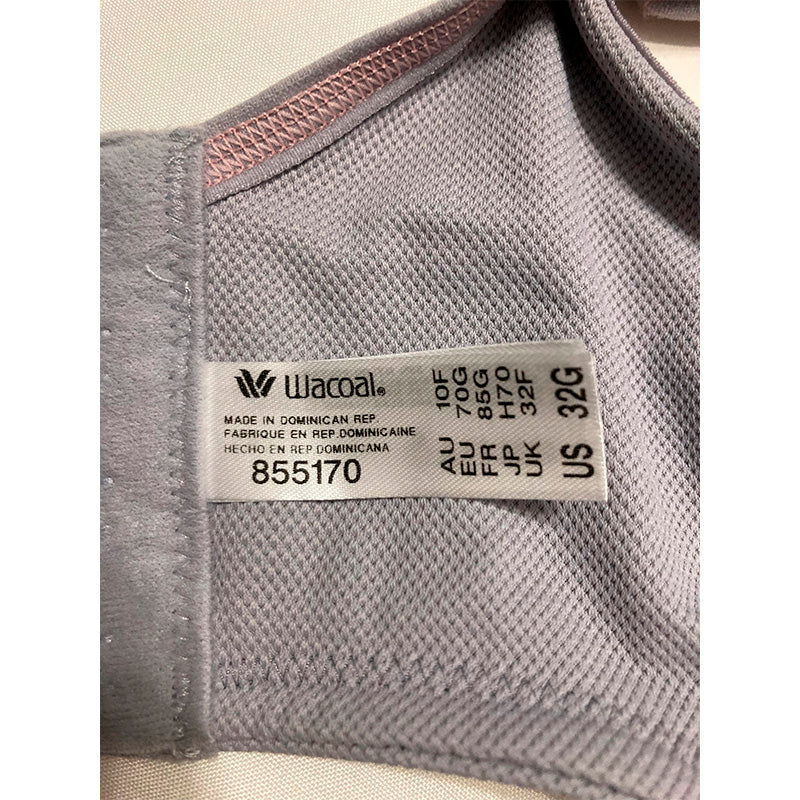 Wacoal®
MADE IN DOMINICAN REP
FABRIQUE EN REP.DOMINICAINE
HECHO EN REP.DOMINICANA
855170
AU 10F
EU 70G
FR 85G
JP H70
UK 32F
US 32G